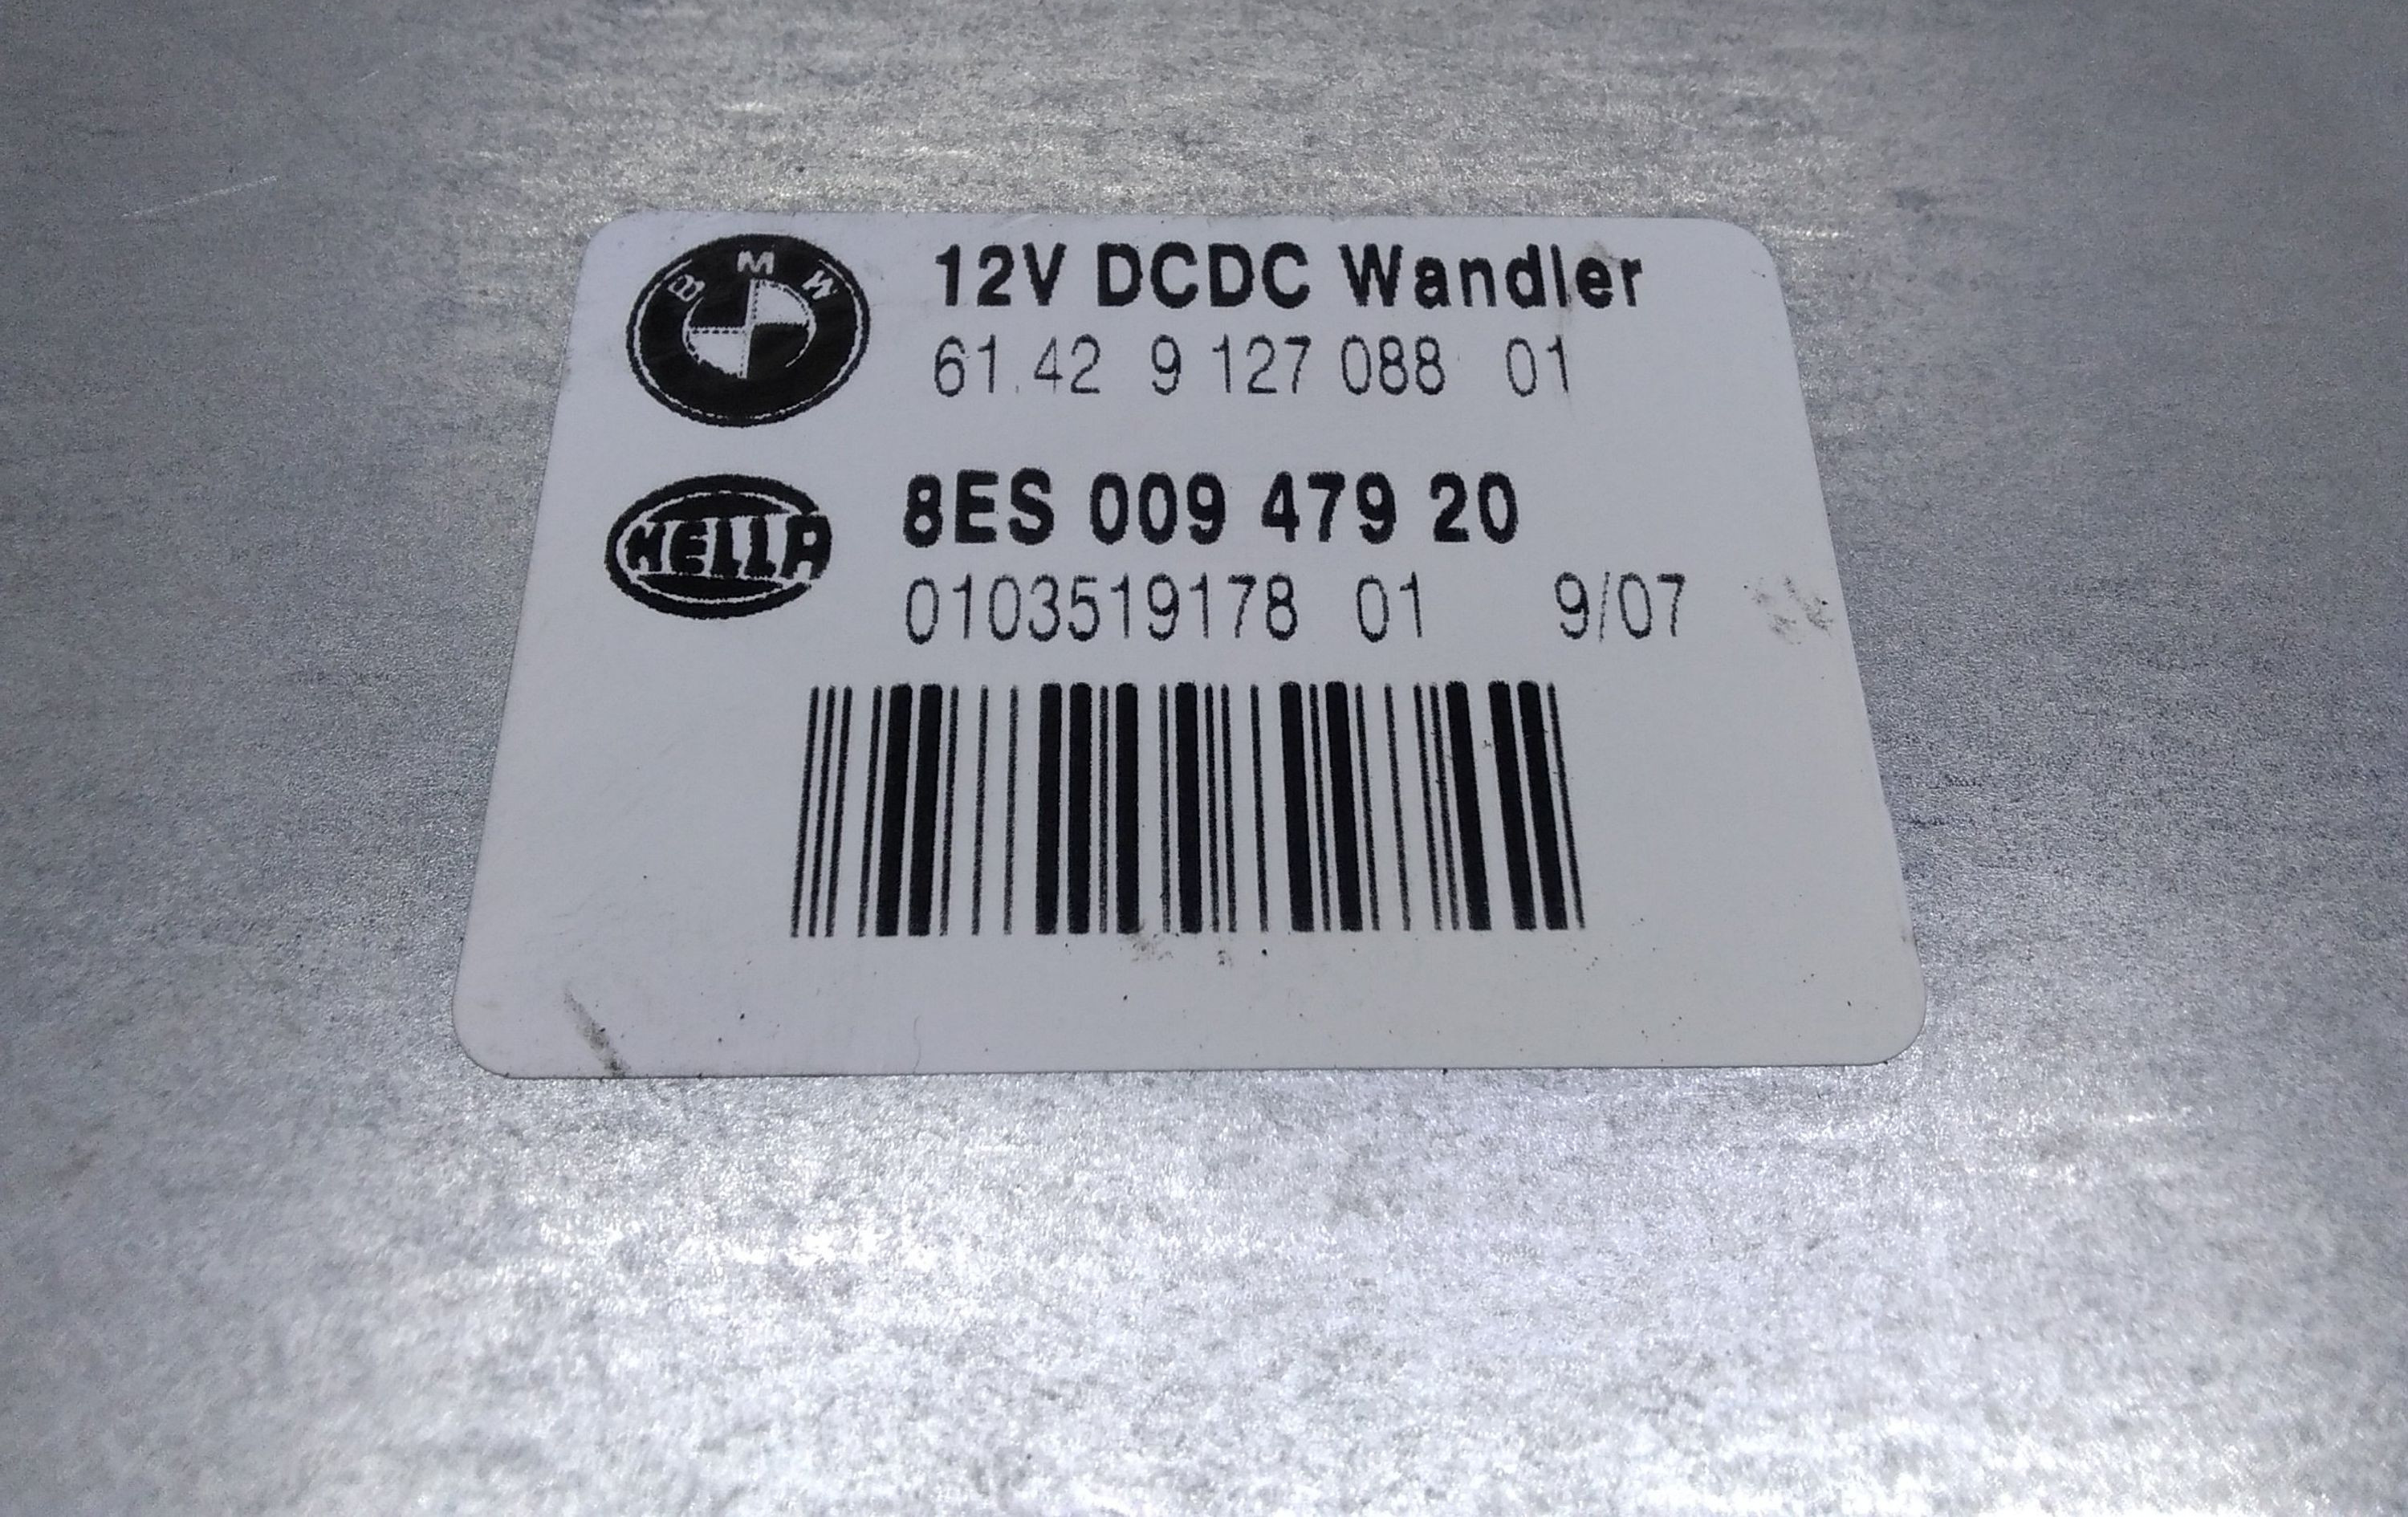 BMW
12V DCDC Wandler
61.42 9 127 088 01
HELLA
8ES 009 479 20
0103519178 01 9/07